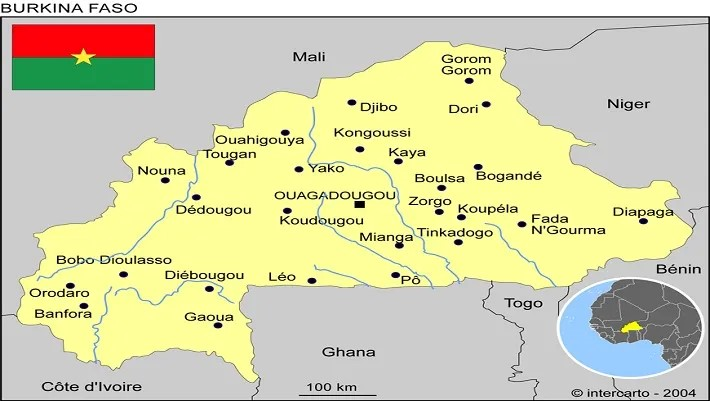 BURKINA FASO
Mali
Gorom
Gorom
Niger
Djibo
Dori
Ouahigouya
Kongoussi
Tougan
Kaya
Nouna
Yako
Boulsa
Bogandé
OUAGADOUGOU
Dédougou
Koudougou
Zorgo
Koupéla
Diapaga
Fada
N'Gourma
Mianga
Tinkadogo
Bobo Dioulasso
Diébougou
Léo
Pô
Bénin
Orodaro
Banfora
Togo
Gaoua
Ghana
Côte d'Ivoire
100 km
© intercarto - 2004